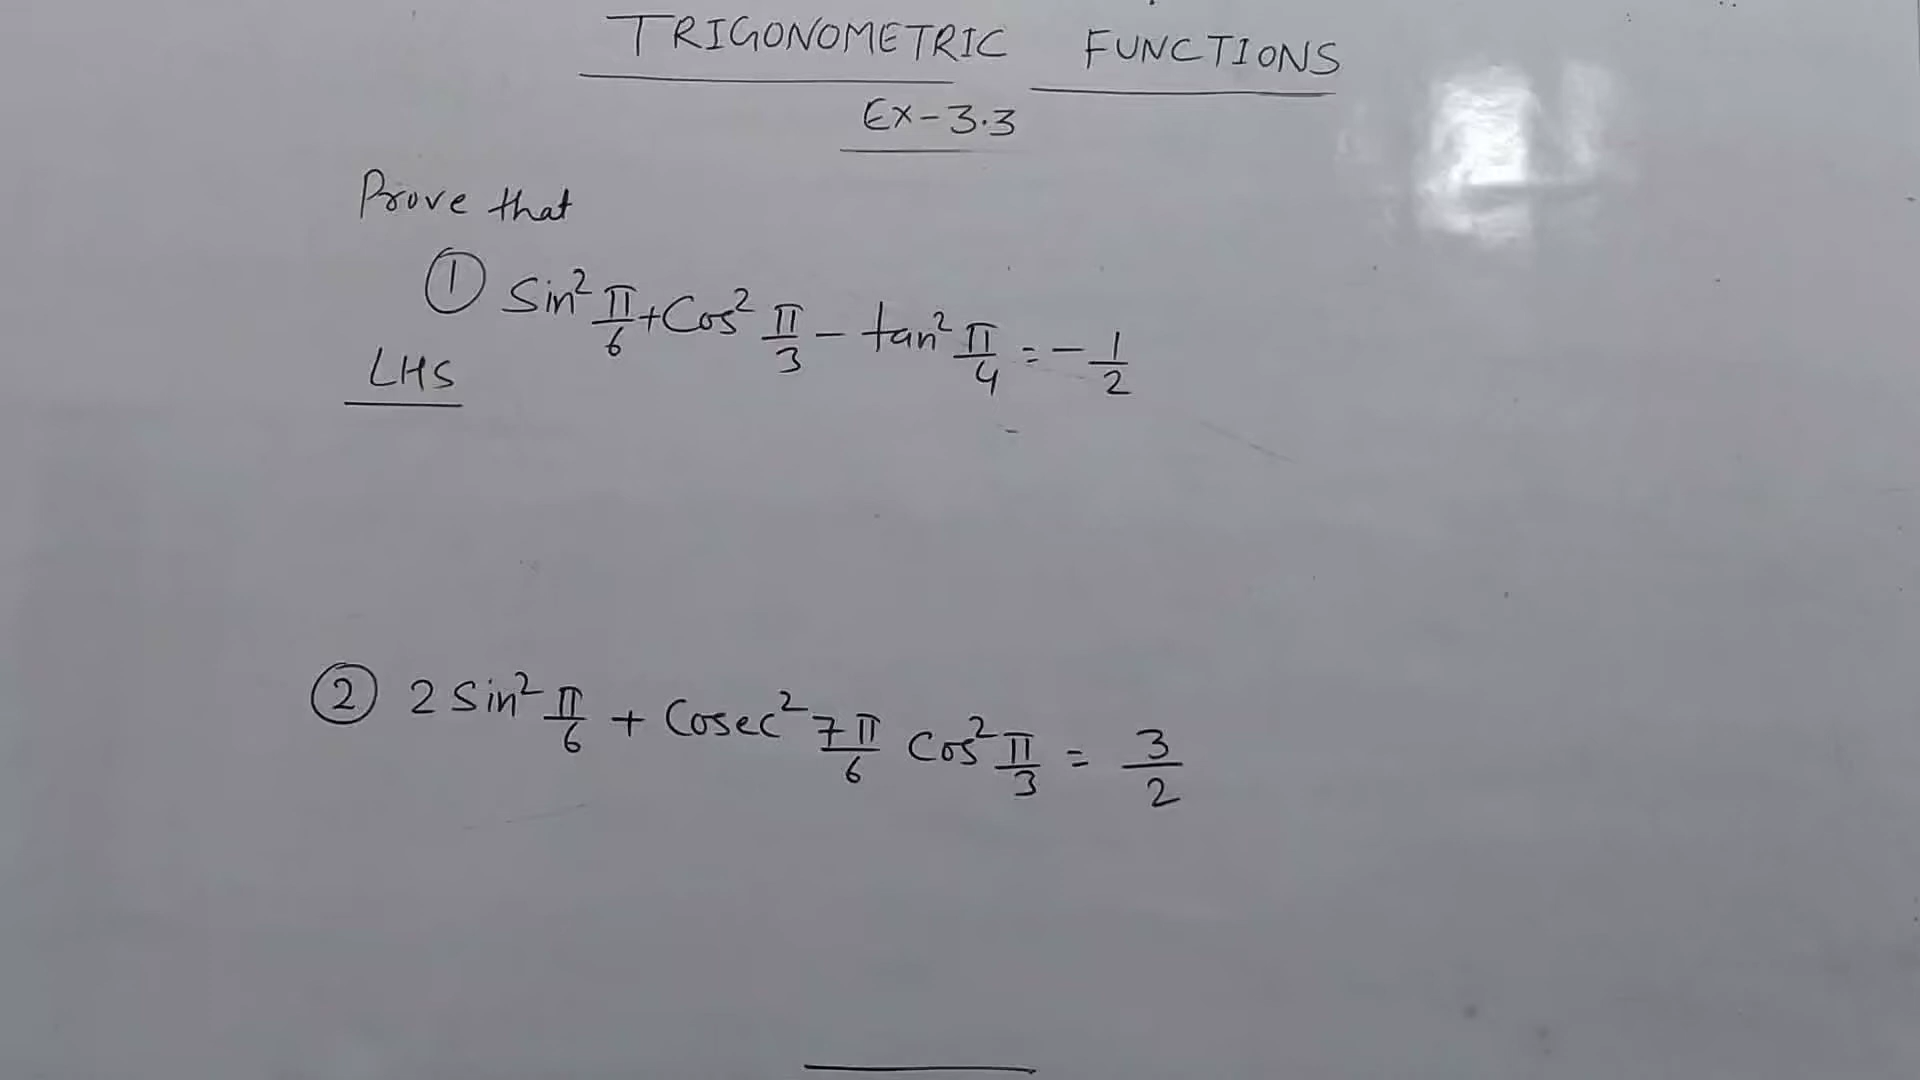 TRIGONOMETRIC FUNCTIONS
Ex-3.3
Prove that
① Sin² π/6 + Cos² π/3 - tan² π/4 = - 1/2
LHS
② 2 Sin² π/6 + Cosec² 7π/6 Cos² π/3 = 3/2